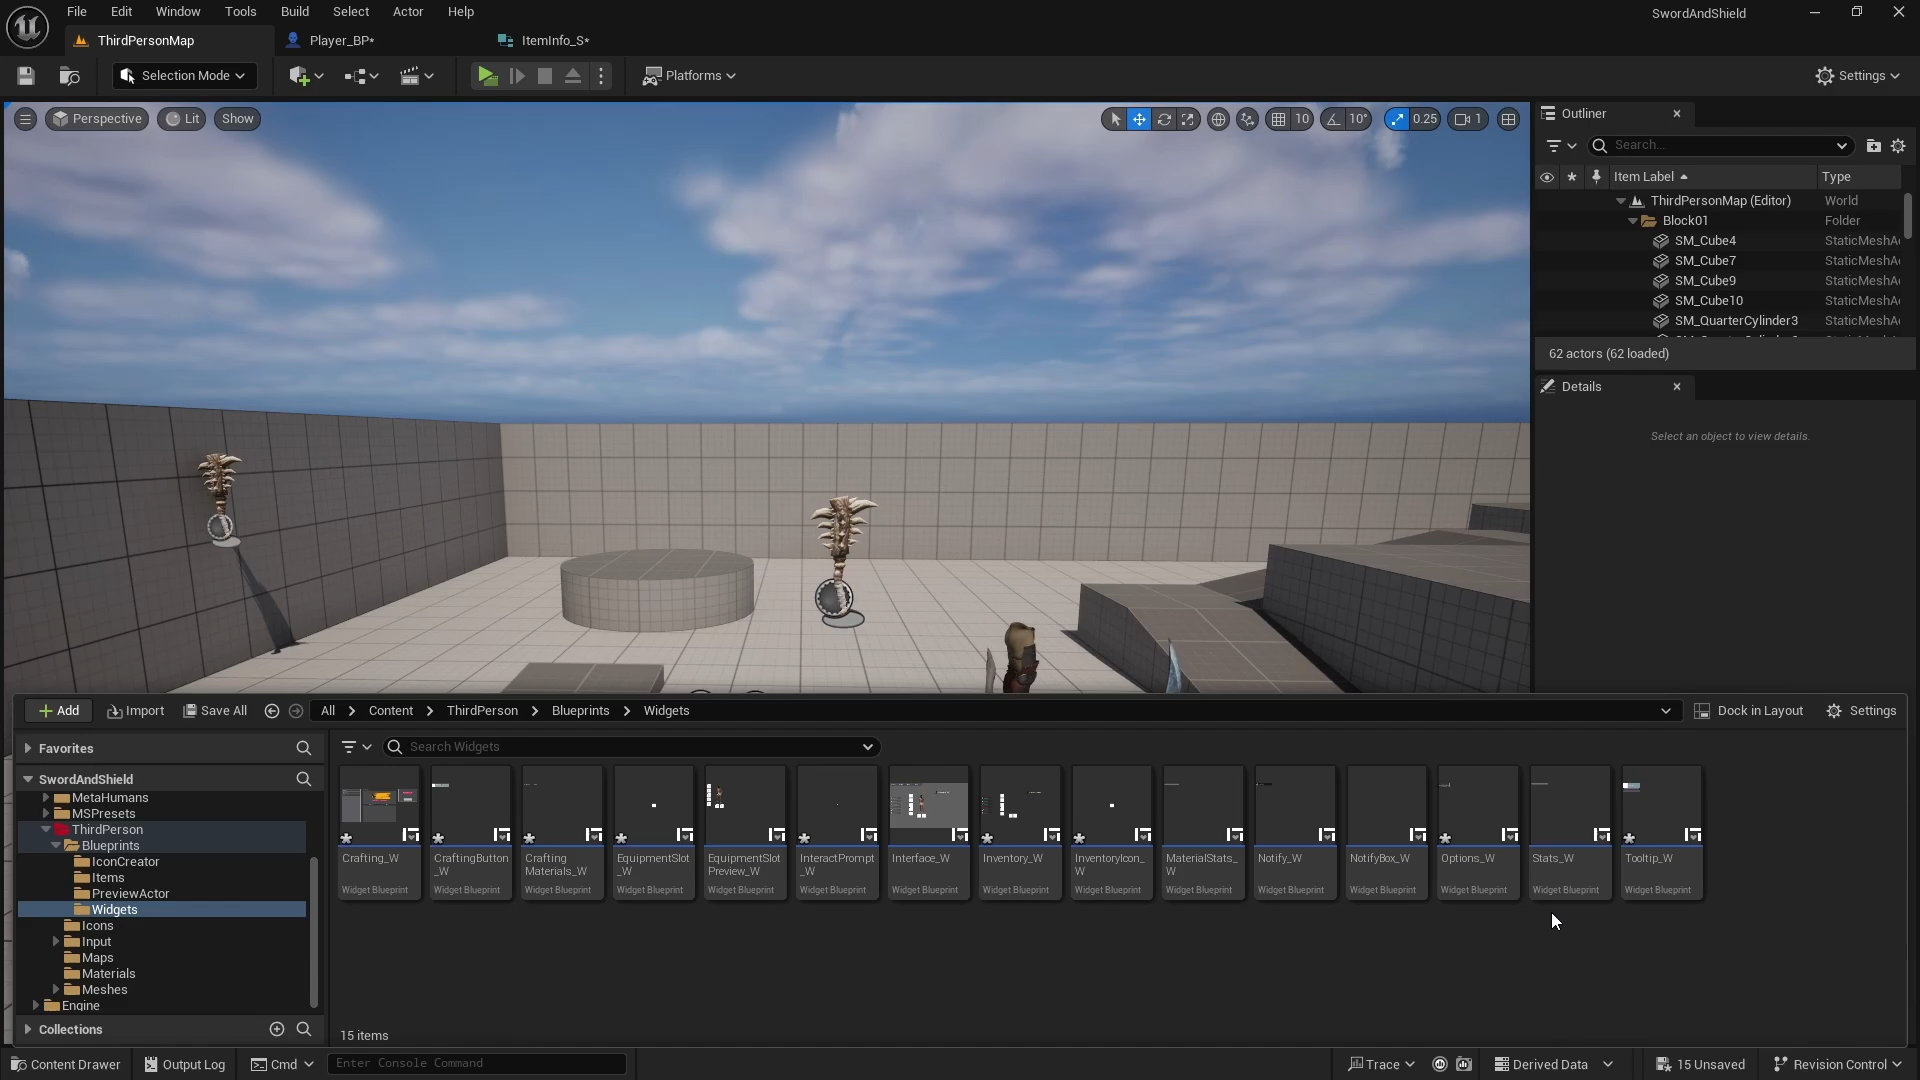 File Edit Window Tools Build Select Actor Help
SwordAndShield
ThirdPersonMap
Player_BP*
ItemInfo_S*
Selection Mode
Platforms
Settings
Perspective
Lit
Show
10
10°
0.25
1
Outliner
Search...
Item Label
Type
ThirdPersonMap (Editor)
World
Block01
Folder
SM_Cube4
StaticMeshA
SM_Cube7
StaticMeshA
SM_Cube9
StaticMeshA
SM_Cube10
StaticMeshA
SM_QuarterCylinder3
StaticMeshA
62 actors (62 loaded)
Details
Select an object to view details.
Add
Import
Save All
All
Content
ThirdPerson
Blueprints
Widgets
Dock in Layout
Settings
Favorites
SwordAndShield
MetaHumans
MSPresets
ThirdPerson
Blueprints
IconCreator
Items
PreviewActor
Widgets
Icons
Input
Maps
Materials
Meshes
Engine
Collections
Search Widgets
Crafting_W
Widget Blueprint
CraftingButton
_W
Widget Blueprint
Crafting
Materials_W
Widget Blueprint
EquipmentSlot
_W
Widget Blueprint
EquipmentSlot
Preview_W
Widget Blueprint
InteractPrompt
_W
Widget Blueprint
Interface_W
Widget Blueprint
Inventory_W
Widget Blueprint
InventoryIcon_
W
Widget Blueprint
MaterialStats_
W
Widget Blueprint
Notify_W
Widget Blueprint
NotifyBox_W
Widget Blueprint
Options_W
Widget Blueprint
Stats_W
Widget Blueprint
Tooltip_W
Widget Blueprint
15 items
Content Drawer
Output Log
Cmd
Enter Console Command
Trace
Derived Data
15 Unsaved
Revision Control